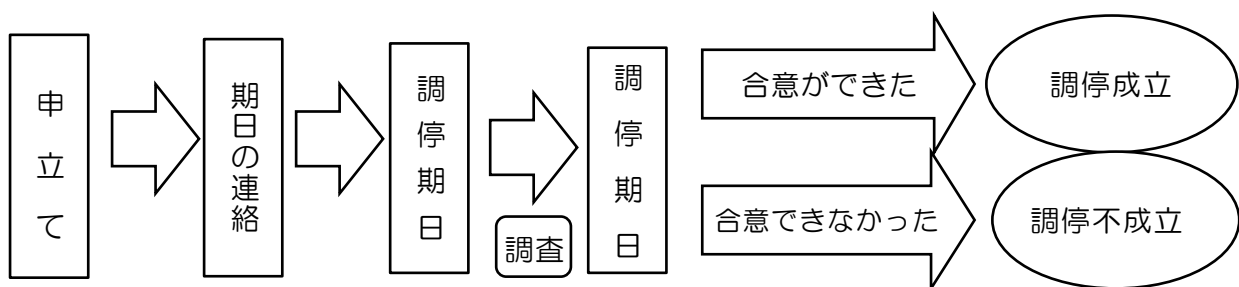 申立て
期日の連絡
調停期日
調査
調停期日
合意ができた
調停成立
合意できなかった
調停不成立